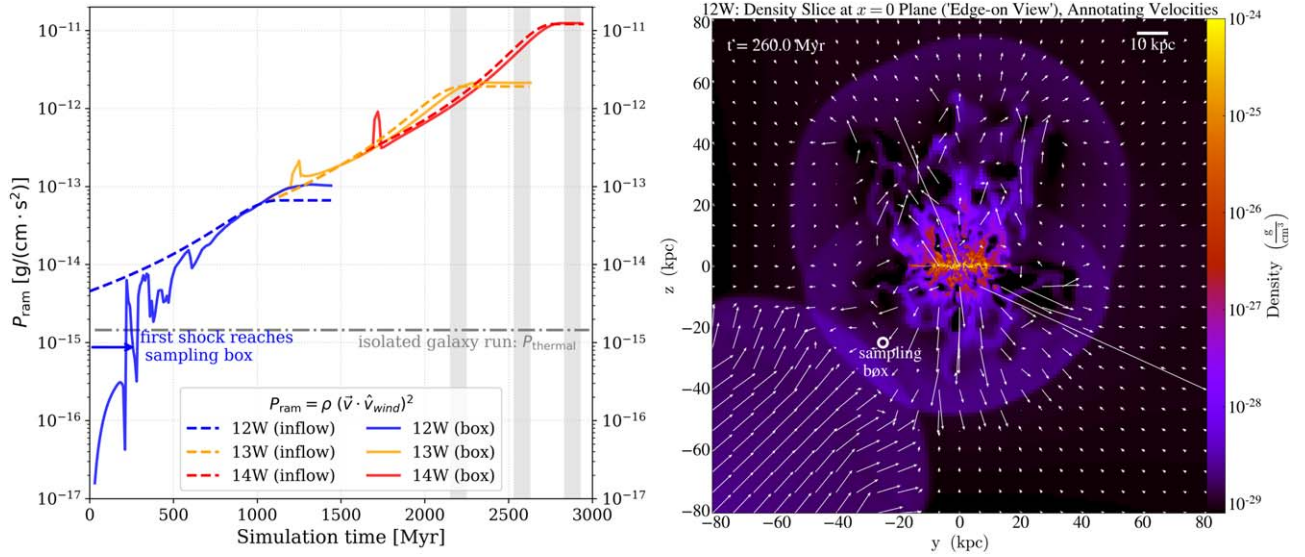 10⁻¹¹
10⁻¹²
10⁻¹³
10⁻¹⁴
10⁻¹⁵
10⁻¹⁶
10⁻¹⁷
P_ram [g/(cm · s²)]
first shock reaches
sampling box
isolated galaxy run: P_thermal
P_ram = ρ (v⃗ · v̂_wind)²
12W (inflow) 12W (box)
13W (inflow) 13W (box)
14W (inflow) 14W (box)
10⁻¹¹
10⁻¹²
10⁻¹³
10⁻¹⁴
10⁻¹⁵
10⁻¹⁶
10⁻¹⁷
0 500 1000 1500 2000 2500 3000
Simulation time [Myr]
12W: Density Slice at x = 0 Plane ('Edge-on View'), Annotating Velocities
t = 260.0 Myr
10 kpc
sampling
box
80
60
40
20
0
−20
−40
−60
−80
z (kpc)
−80 −60 −40 −20 0 20 40 60 80
y (kpc)
10⁻²⁴
10⁻²⁵
10⁻²⁶
10⁻²⁷
10⁻²⁸
10⁻²⁹
Density (g/cm³)